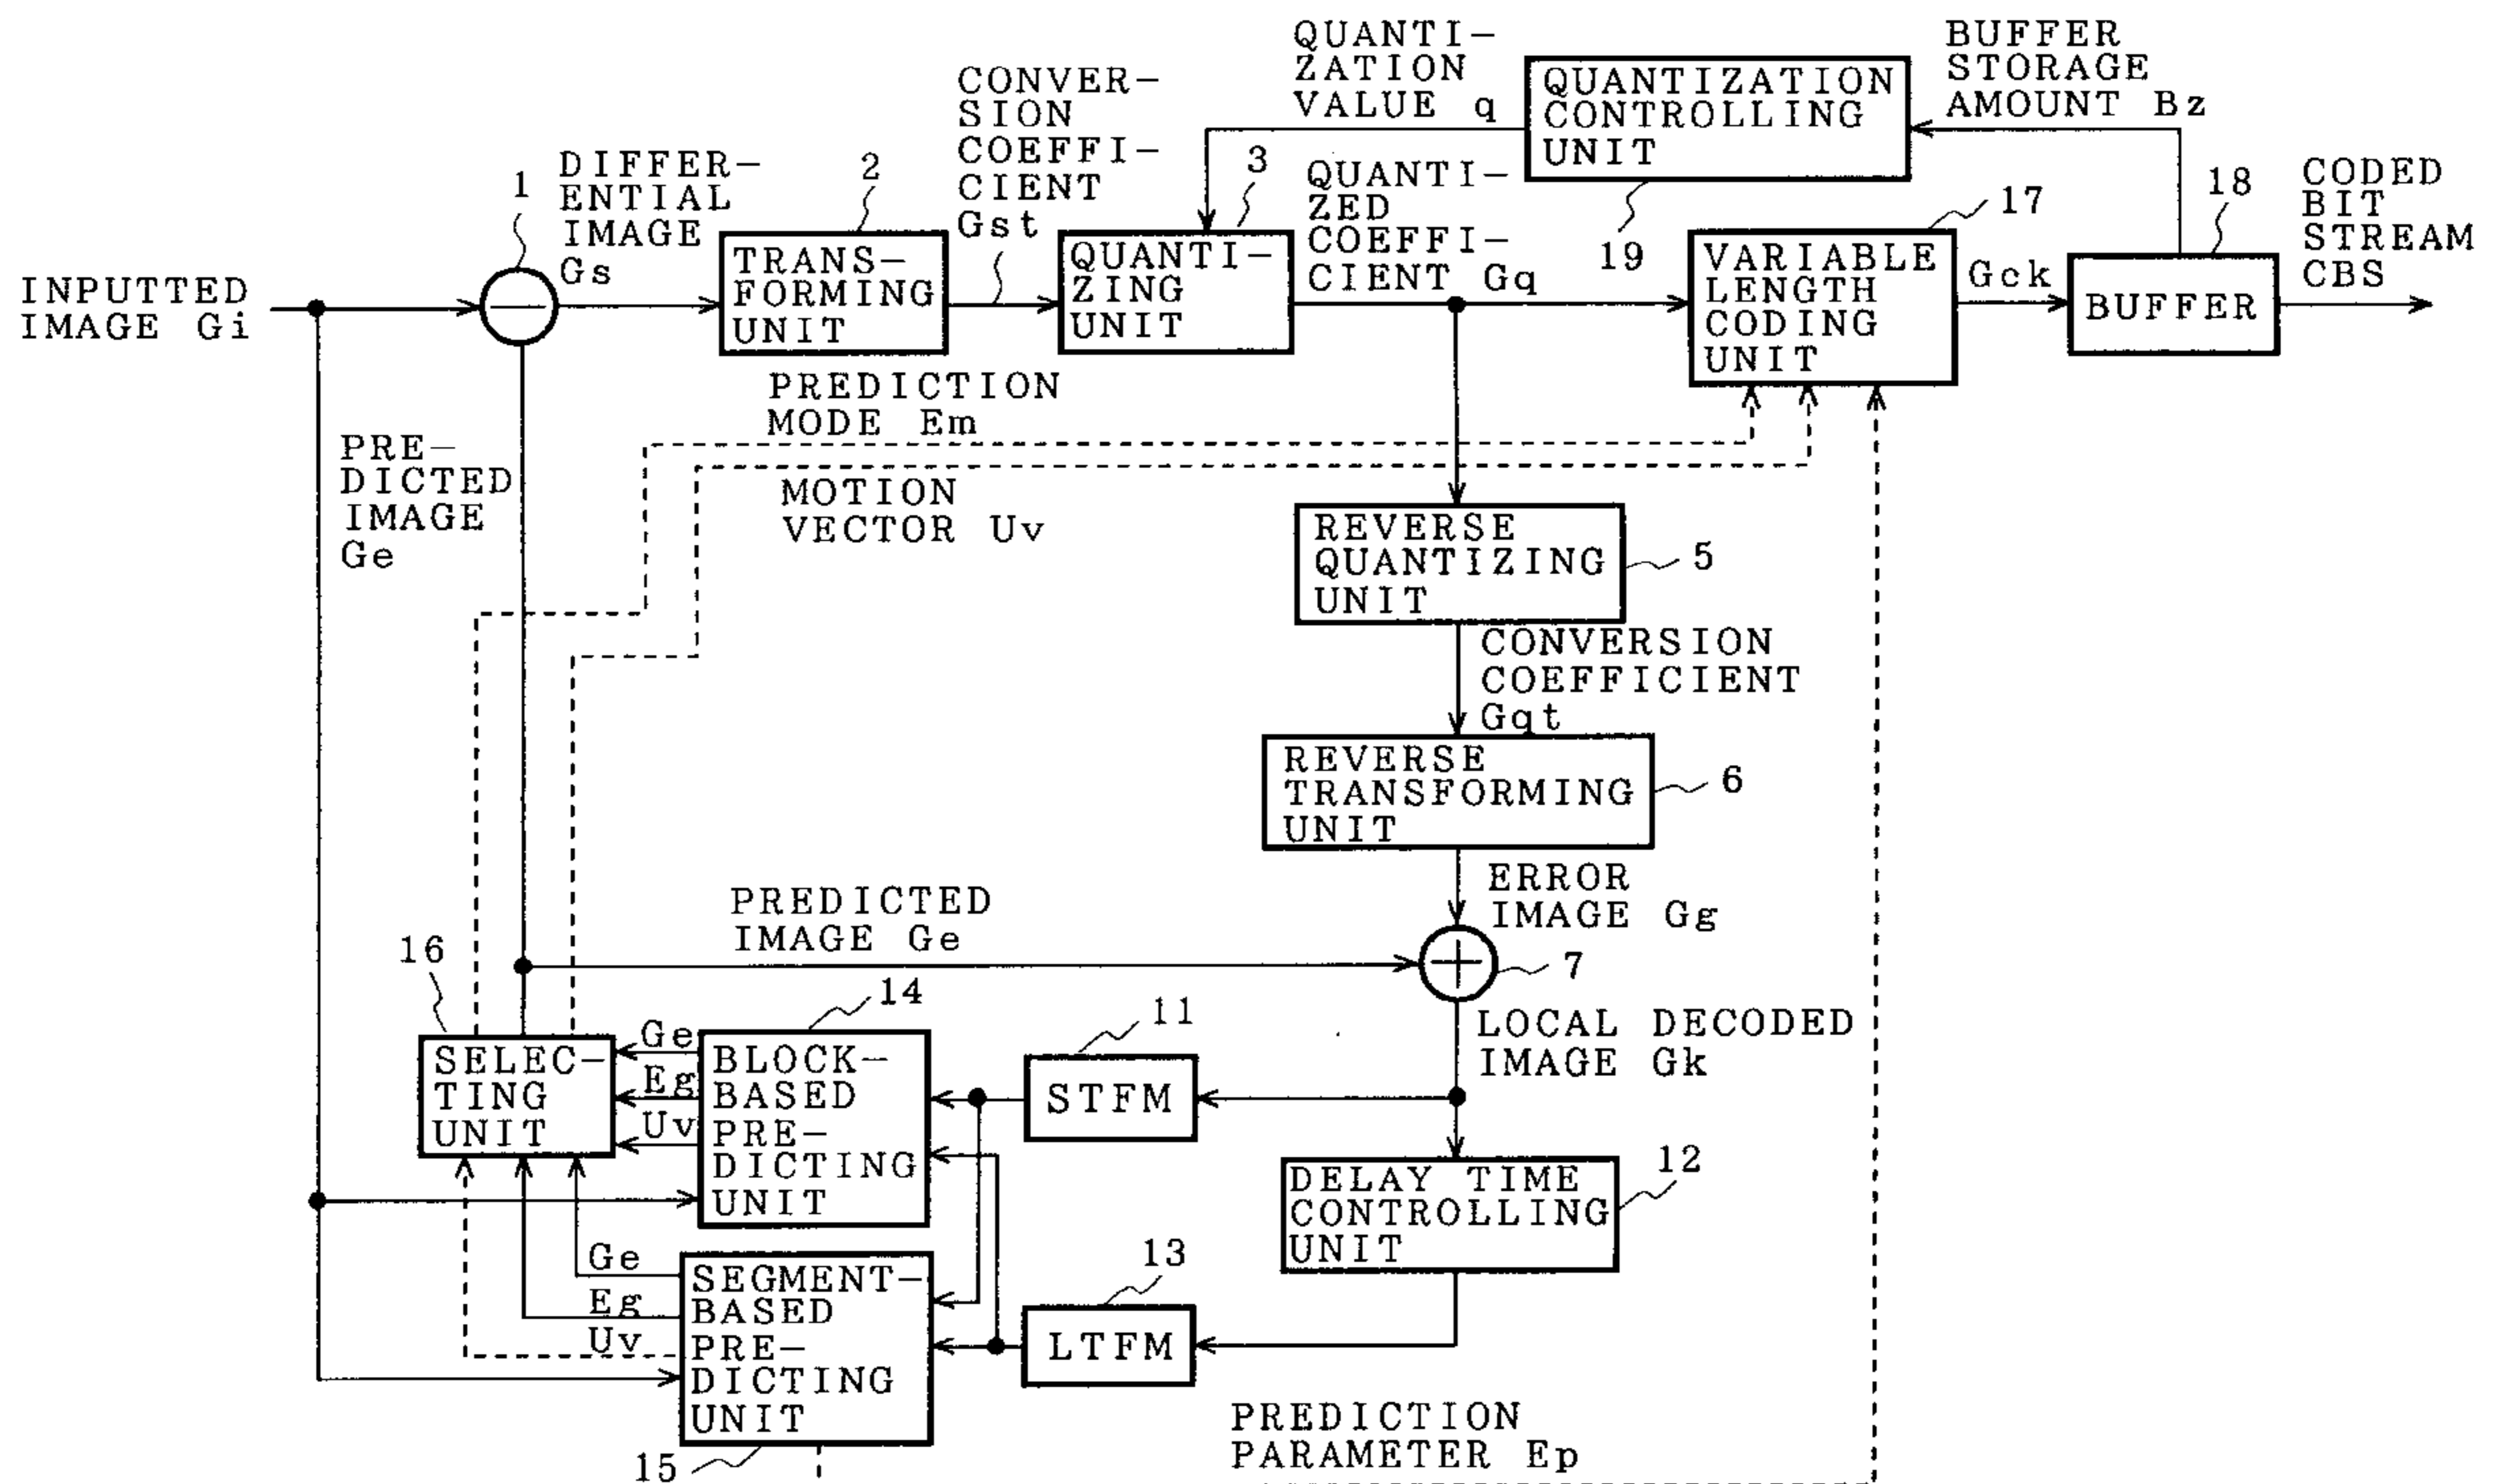 QUANTI-
ZATION
VALUE q
QUANTIZATION
CONTROLLING
UNIT
19
BUFFER
STORAGE
AMOUNT Bz
CONVER-
SION
COEFFI-
CIENT
Gst
DIFFER-
ENTIAL
IMAGE
Gs
1
2
3
QUANTI-
ZED
COEFFI-
CIENT Gq
17
18
CODED
BIT
STREAM
CBS
INPUTTED
IMAGE Gi
TRANS-
FORMING
UNIT
QUANTI-
ZING
UNIT
VARIABLE
LENGTH
CODING
UNIT
Gck
BUFFER
PREDICTION
MODE Em
PRE-
DICTED
IMAGE
Ge
MOTION
VECTOR Uv
REVERSE
QUANTIZING
UNIT
5
CONVERSION
COEFFICIENT
Gqt
REVERSE
TRANSFORMING
UNIT
6
ERROR
IMAGE Gg
PREDICTED
IMAGE Ge
7
16
14
11
LOCAL DECODED
IMAGE Gk
SELEC-
TING
UNIT
Ge
Eg
Uv
BLOCK-
BASED
PRE-
DICTING
UNIT
STFM
12
DELAY TIME
CONTROLLING
UNIT
13
Ge
Eg
Uv
SEGMENT-
BASED
PRE-
DICTING
UNIT
LTFM
15
PREDICTION
PARAMETER Ep